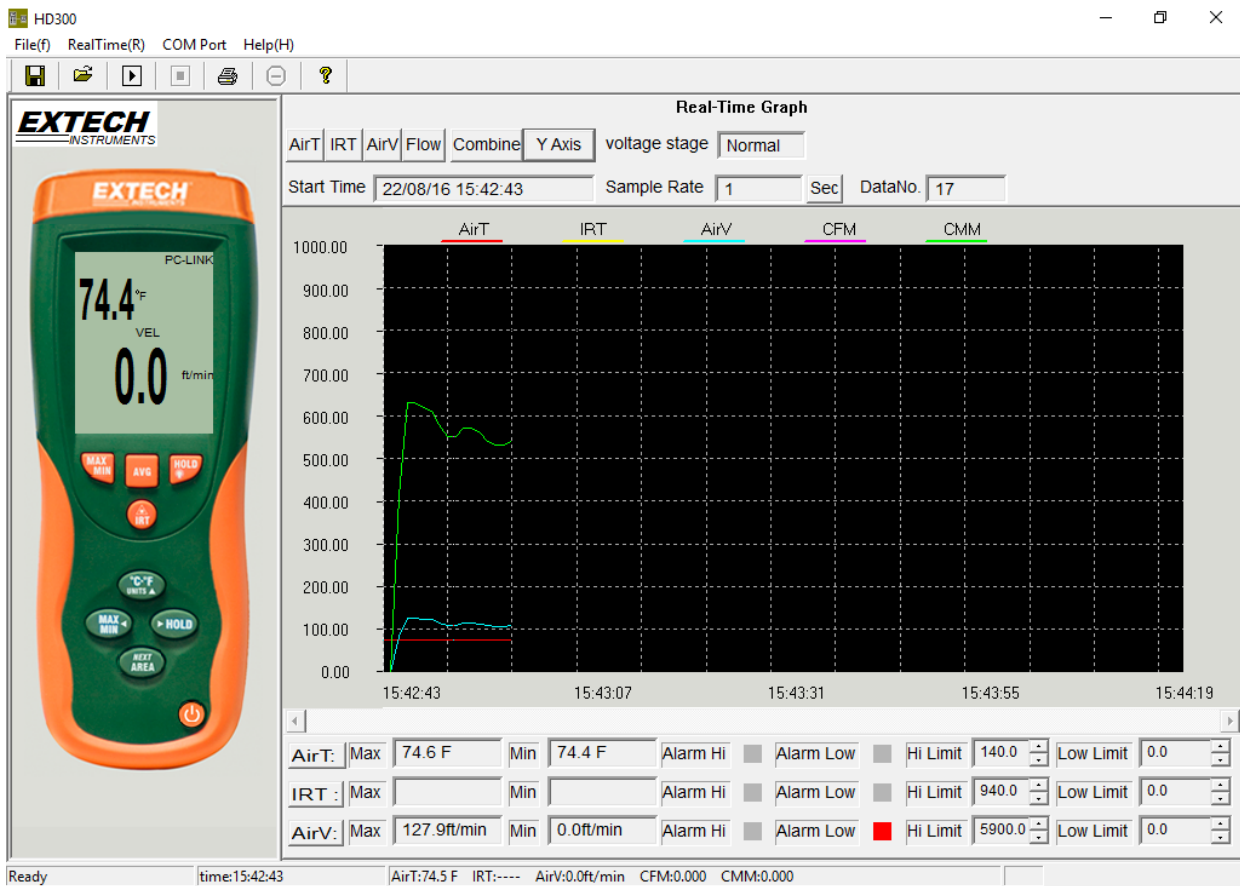 HD300
File(f) RealTime(R) COM Port Help(H)
EXTECH
INSTRUMENTS
EXTECH
INSTRUMENTS
PC-LINK
74.4 °F
VEL
0.0 ft/min
MAX MIN AVG HOLD
IRT
°C-°F
UNITS ▲
MAX MIN ◄ ► HOLD
NEXT
AREA
Real-Time Graph
AirT IRT AirV Flow Combine Y Axis voltage stage Normal
Start Time 22/08/16 15:42:43 Sample Rate 1 Sec DataNo. 17
AirT IRT AirV CFM CMM
1000.00
900.00
800.00
700.00
600.00
500.00
400.00
300.00
200.00
100.00
0.00
15:42:43 15:43:07 15:43:31 15:43:55 15:44:19
AirT: Max 74.6 F Min 74.4 F Alarm Hi Alarm Low Hi Limit 140.0 Low Limit 0.0
IRT : Max Min Alarm Hi Alarm Low Hi Limit 940.0 Low Limit 0.0
AirV: Max 127.9ft/min Min 0.0ft/min Alarm Hi Alarm Low Hi Limit 5900.0 Low Limit 0.0
Ready time:15:42:43 AirT:74.5 F IRT:---- AirV:0.0ft/min CFM:0.000 CMM:0.000